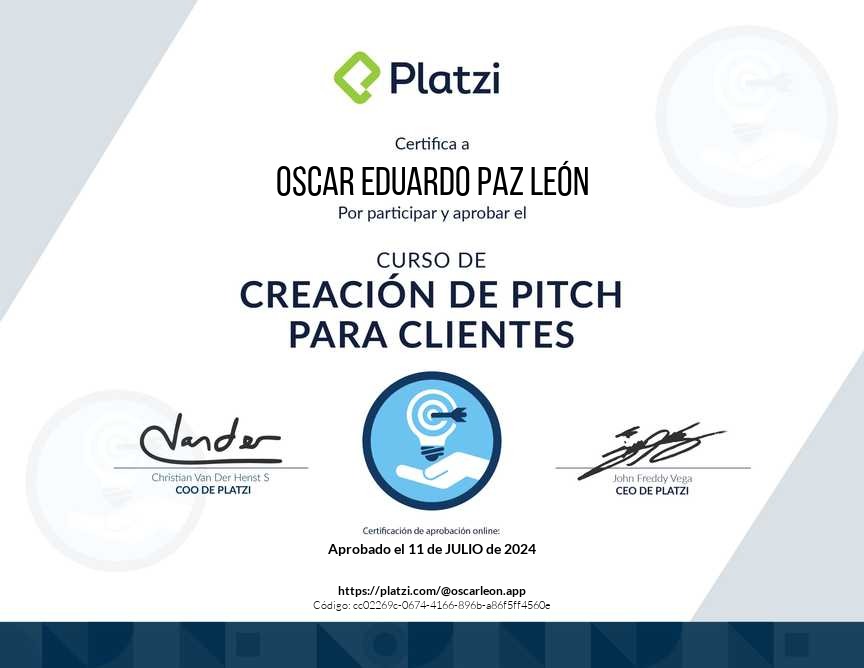 Platzi
Certifica a
OSCAR EDUARDO PAZ LEÓN
Por participar y aprobar el
CURSO DE
CREACIÓN DE PITCH
PARA CLIENTES
Vander
Christian Van Der Henst S
COO DE PLATZI
John Freddy Vega
CEO DE PLATZI
Certificación de aprobación online:
Aprobado el 11 de JULIO de 2024
https://platzi.com/@oscarleon.app
Código: cc02269c-0674-4166-896b-a86f5ff4560e